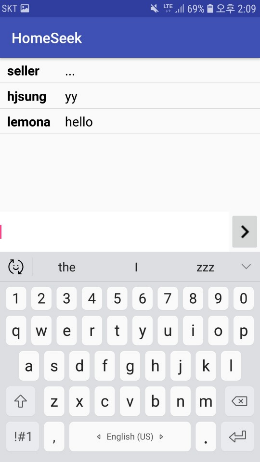 SKT LTE 69% 오후 2:09
HomeSeek
seller ...
hjsung yy
lemona hello
the I zzz
1 2 3 4 5 6 7 8 9 0
q w e r t y u i o p
a s d f g h j k l
z x c v b n m
!#1 , English (US) .